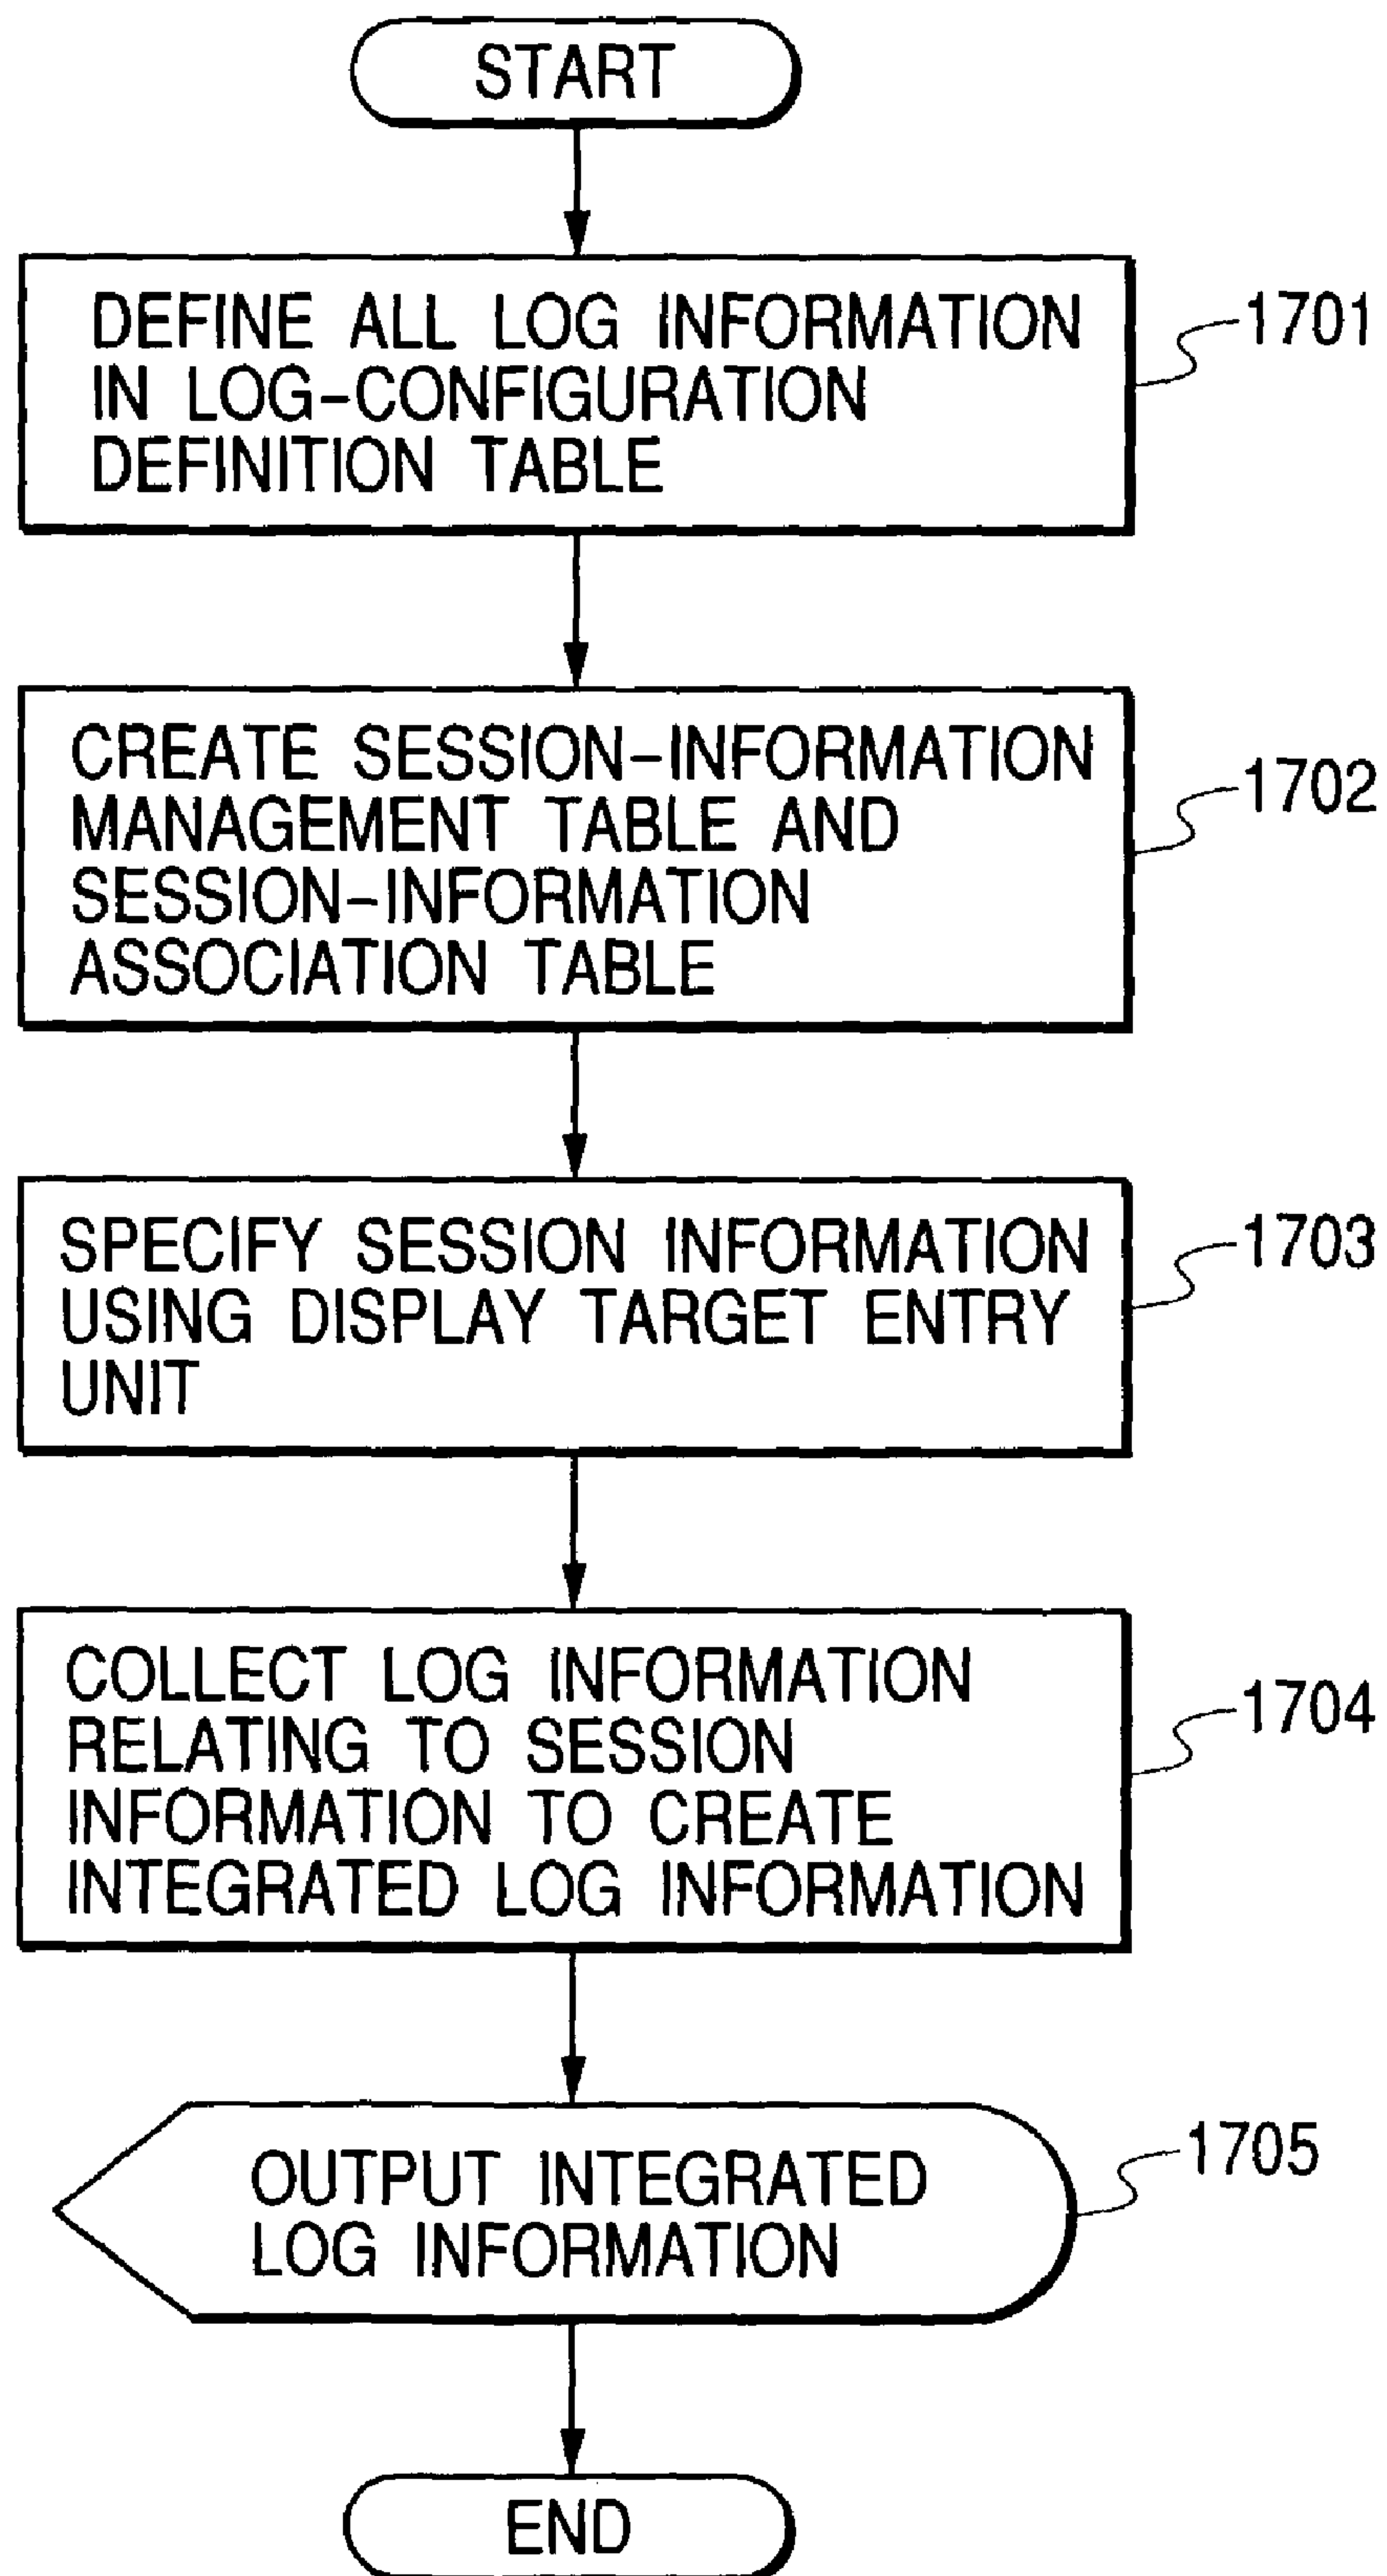 START
DEFINE ALL LOG INFORMATION
IN LOG-CONFIGURATION
DEFINITION TABLE
1701
CREATE SESSION-INFORMATION
MANAGEMENT TABLE AND
SESSION-INFORMATION
ASSOCIATION TABLE
1702
SPECIFY SESSION INFORMATION
USING DISPLAY TARGET ENTRY
UNIT
1703
COLLECT LOG INFORMATION
RELATING TO SESSION
INFORMATION TO CREATE
INTEGRATED LOG INFORMATION
1704
OUTPUT INTEGRATED
LOG INFORMATION
1705
END